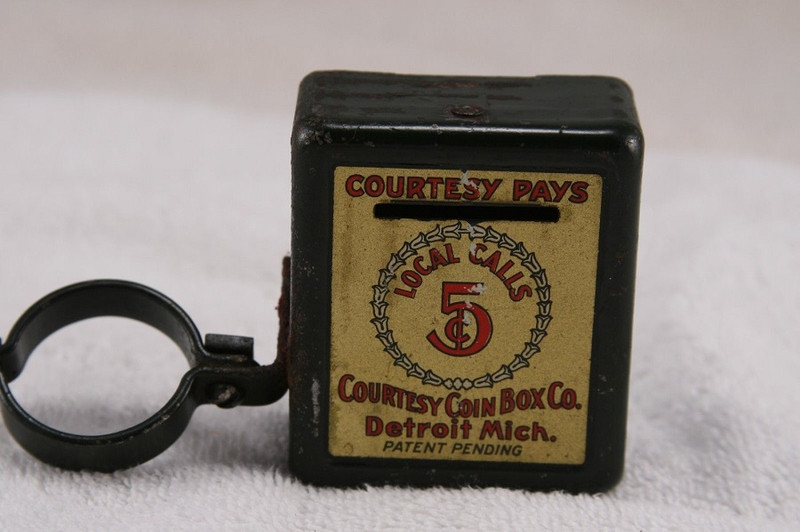 COURTESY PAYS
LOCAL CALLS
5¢
COURTESY COIN BOX CO.
Detroit Mich.
PATENT PENDING